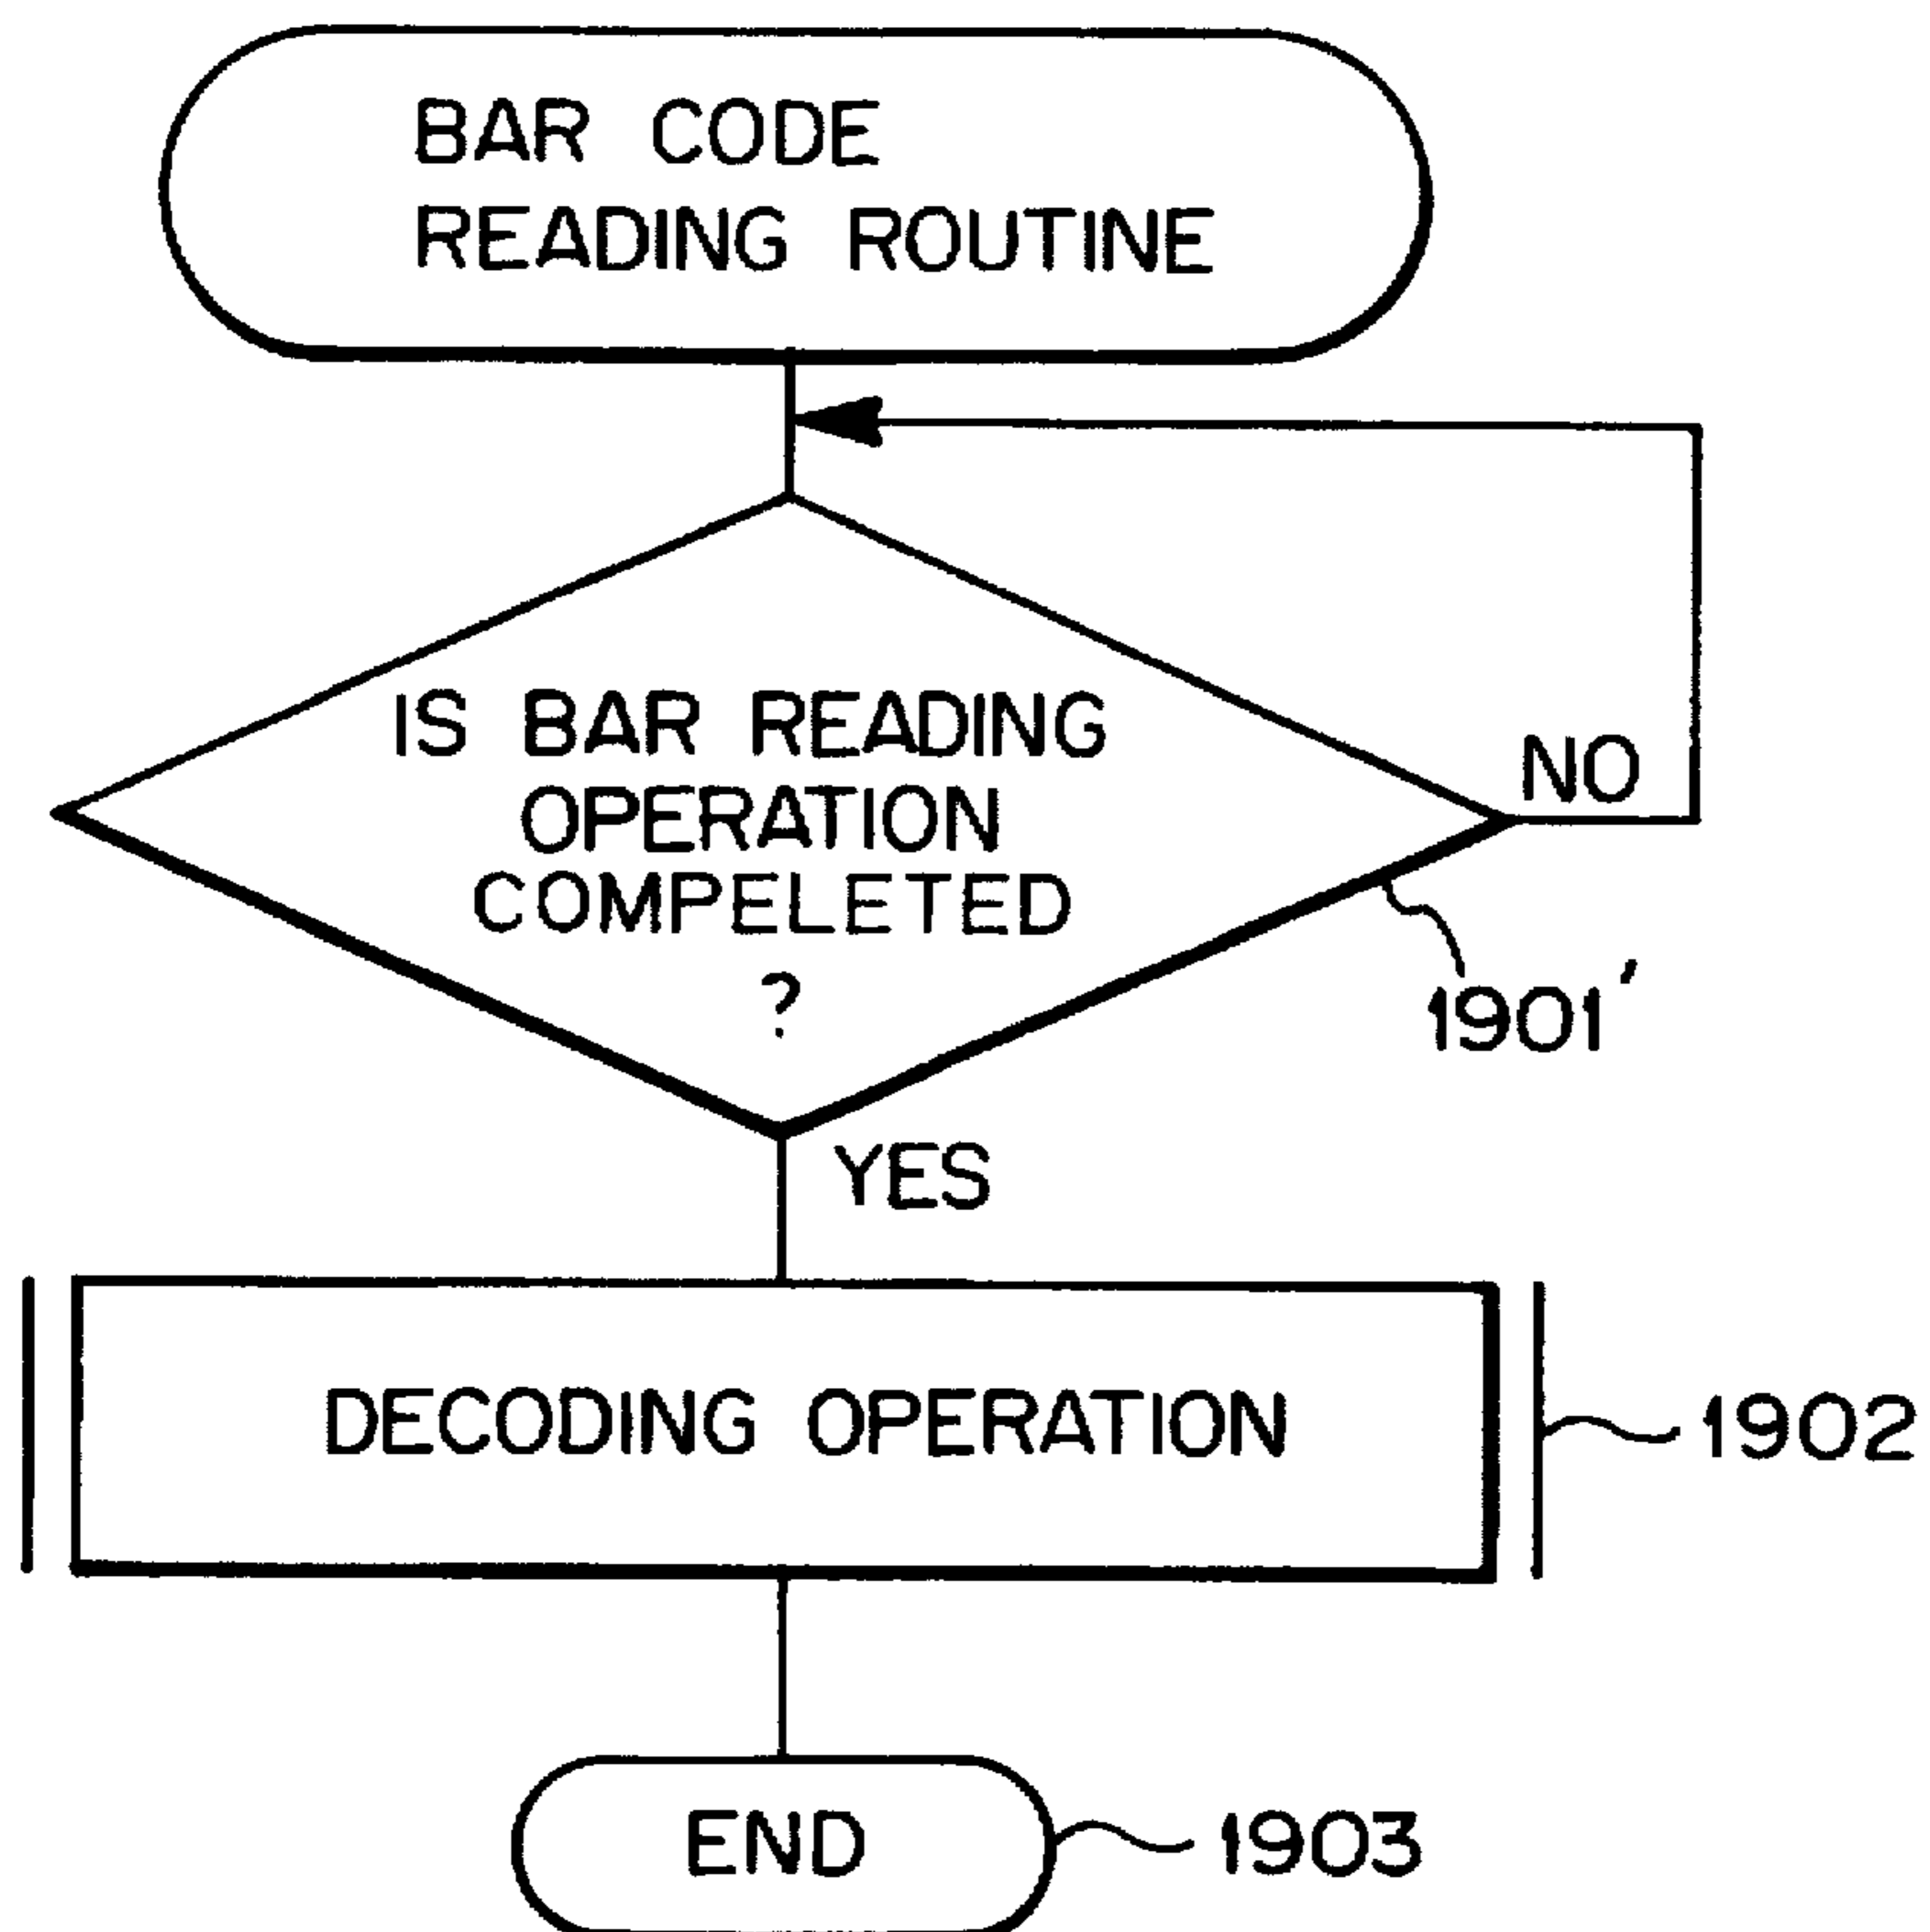 BAR CODE
READING ROUTINE
IS BAR READING
OPERATION
COMPELETED
?
NO
1901'
YES
DECODING OPERATION
1902
END
1903